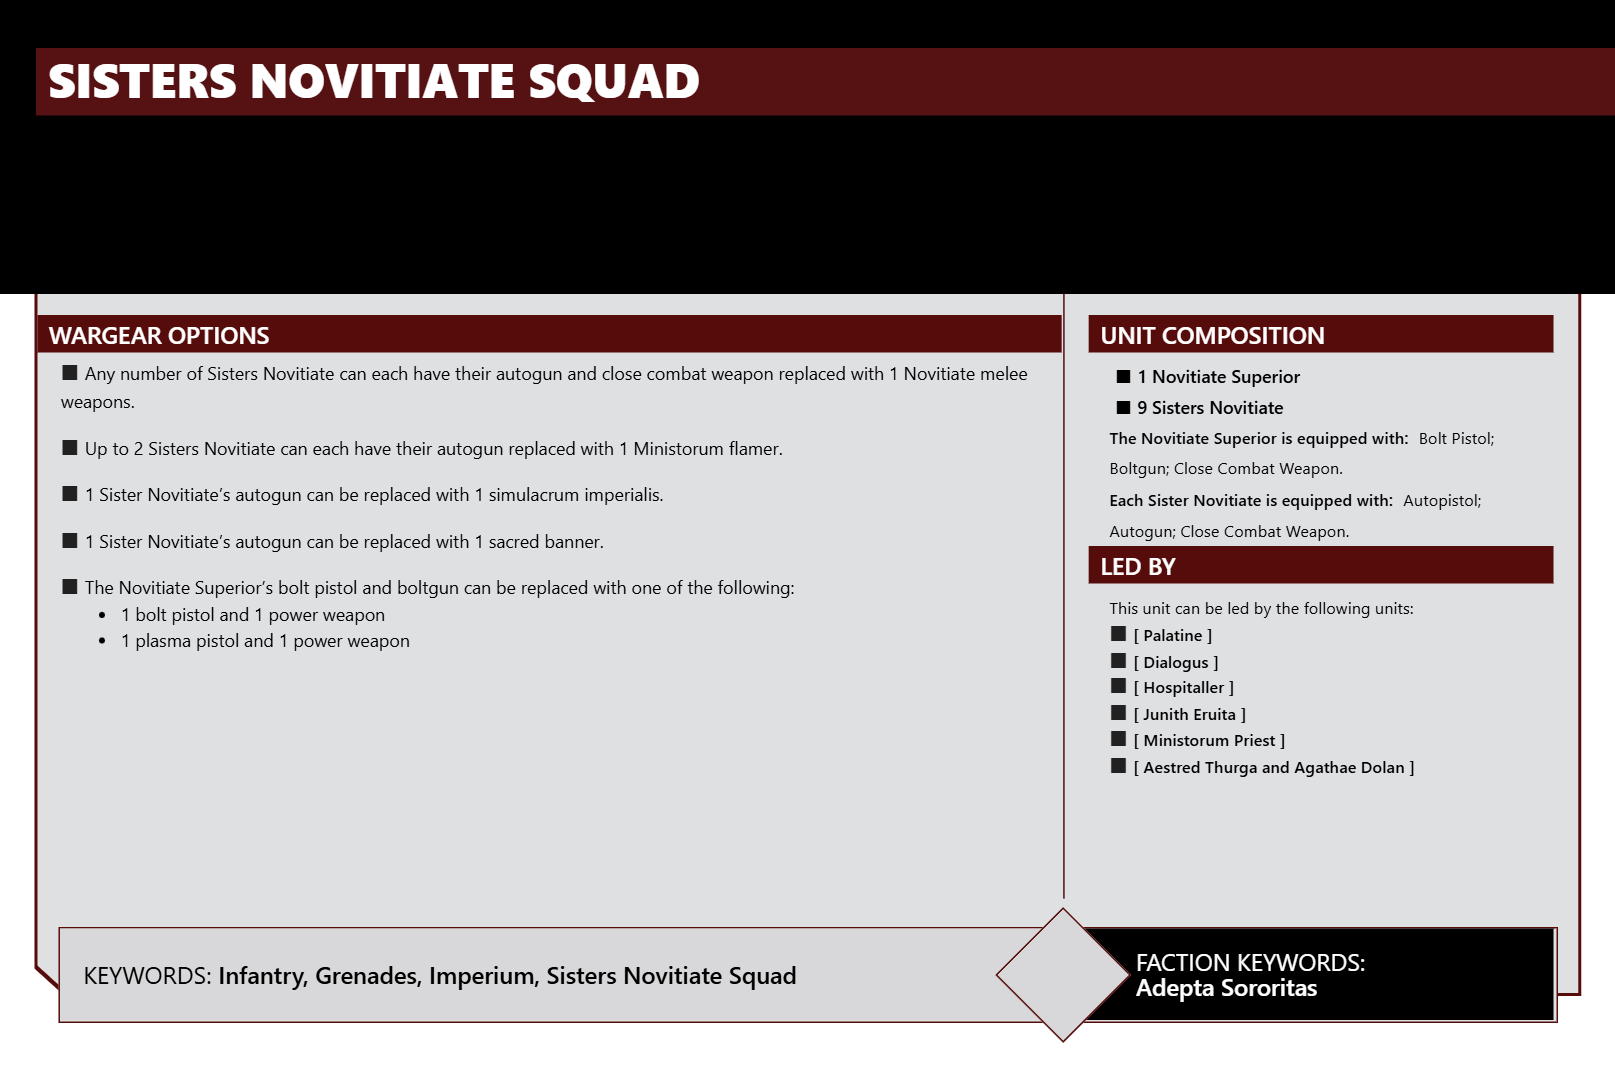 SISTERS NOVITIATE SQUAD
WARGEAR OPTIONS
■ Any number of Sisters Novitiate can each have their autogun and close combat weapon replaced with 1 Novitiate melee
weapons.
■ Up to 2 Sisters Novitiate can each have their autogun replaced with 1 Ministorum flamer.
■ 1 Sister Novitiate’s autogun can be replaced with 1 simulacrum imperialis.
■ 1 Sister Novitiate’s autogun can be replaced with 1 sacred banner.
■ The Novitiate Superior’s bolt pistol and boltgun can be replaced with one of the following:
• 1 bolt pistol and 1 power weapon
• 1 plasma pistol and 1 power weapon
UNIT COMPOSITION
■ 1 Novitiate Superior
■ 9 Sisters Novitiate
The Novitiate Superior is equipped with: Bolt Pistol;
Boltgun; Close Combat Weapon.
Each Sister Novitiate is equipped with: Autopistol;
Autogun; Close Combat Weapon.
LED BY
This unit can be led by the following units:
■ [ Palatine ]
■ [ Dialogus ]
■ [ Hospitaller ]
■ [ Junith Eruita ]
■ [ Ministorum Priest ]
■ [ Aestred Thurga and Agathae Dolan ]
KEYWORDS: Infantry, Grenades, Imperium, Sisters Novitiate Squad
FACTION KEYWORDS:
Adepta Sororitas